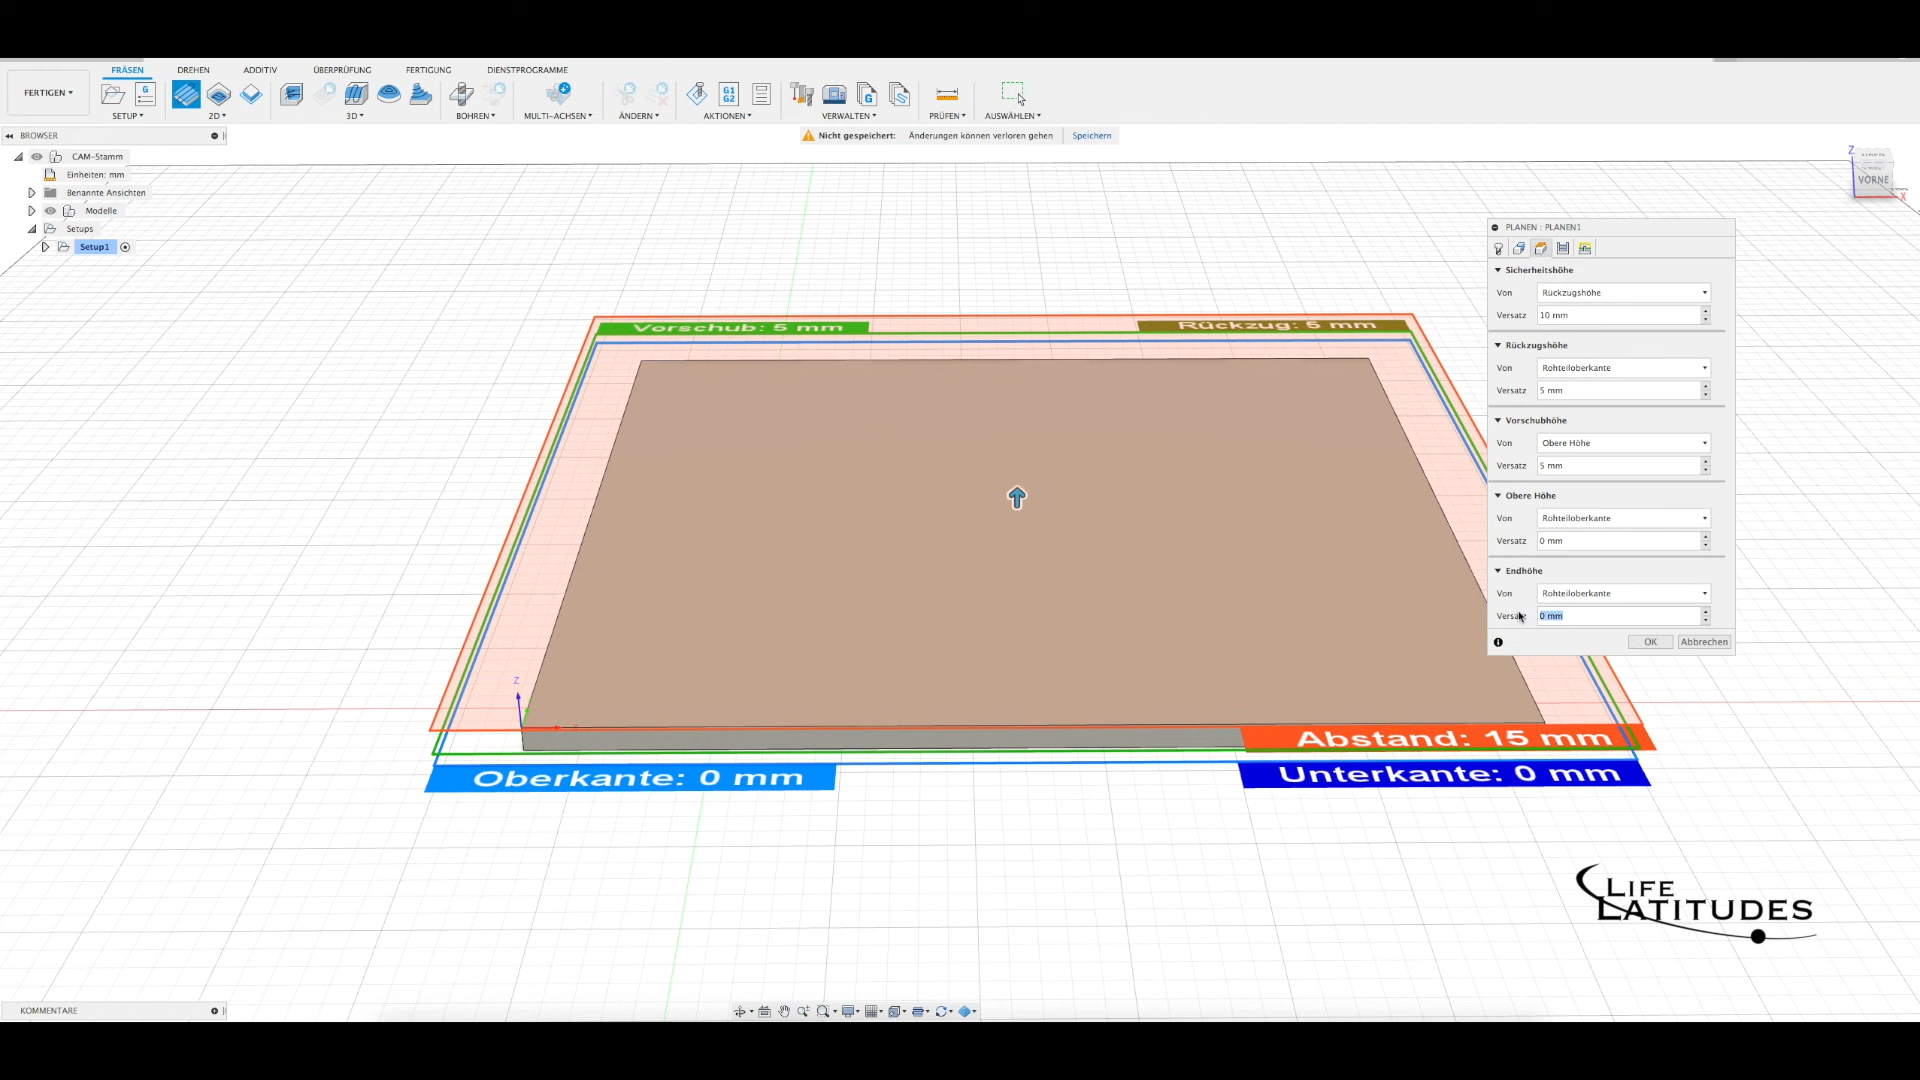 FRÄSEN DREHEN ADDITIV ÜBERPRÜFUNG FERTIGUNG DIENSTPROGRAMME
FERTIGEN
SETUP 2D 3D BOHREN MULTI-ACHSEN ÄNDERN AKTIONEN VERWALTEN PRÜFEN AUSWÄHLEN
G G1 G2 G
BROWSER
Nicht gespeichert: Änderungen können verloren gehen Speichern
CAM-Stamm
Einheiten: mm
Benannte Ansichten
Modelle
Setups
Setup1
Z
VORNE
X
PLANEN : PLANEN1
Sicherheitshöhe
Von Rückzugshöhe
Versatz 10 mm
Rückzugshöhe
Von Rohteiloberkante
Versatz 5 mm
Vorschubhöhe
Von Obere Höhe
Versatz 5 mm
Obere Höhe
Von Rohteiloberkante
Versatz 0 mm
Endhöhe
Von Rohteiloberkante
Versatz 0 mm
OK Abbrechen
Vorschub: 5 mm
Rückzug: 5 mm
Z
Abstand: 15 mm
Oberkante: 0 mm
Unterkante: 0 mm
LIFE
LATITUDES
KOMMENTARE